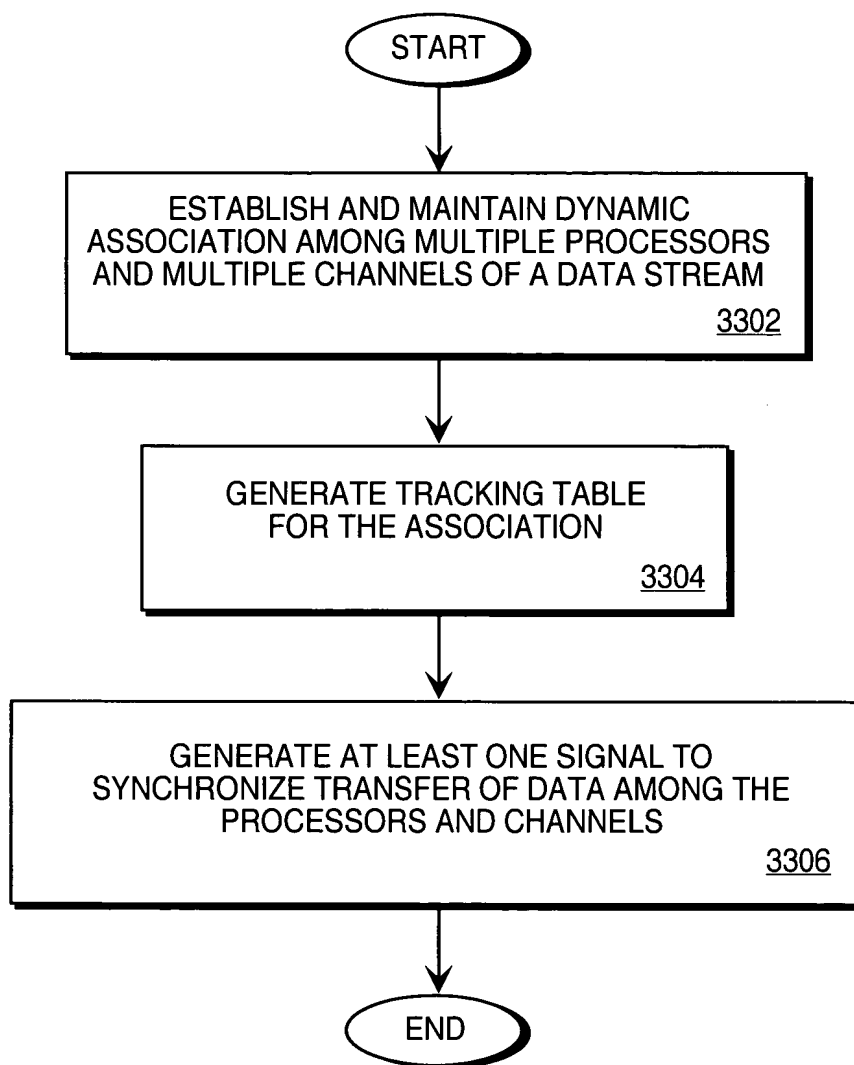 START
ESTABLISH AND MAINTAIN DYNAMIC
ASSOCIATION AMONG MULTIPLE PROCESSORS
AND MULTIPLE CHANNELS OF A DATA STREAM
3302
GENERATE TRACKING TABLE
FOR THE ASSOCIATION
3304
GENERATE AT LEAST ONE SIGNAL TO
SYNCHRONIZE TRANSFER OF DATA AMONG THE
PROCESSORS AND CHANNELS
3306
END